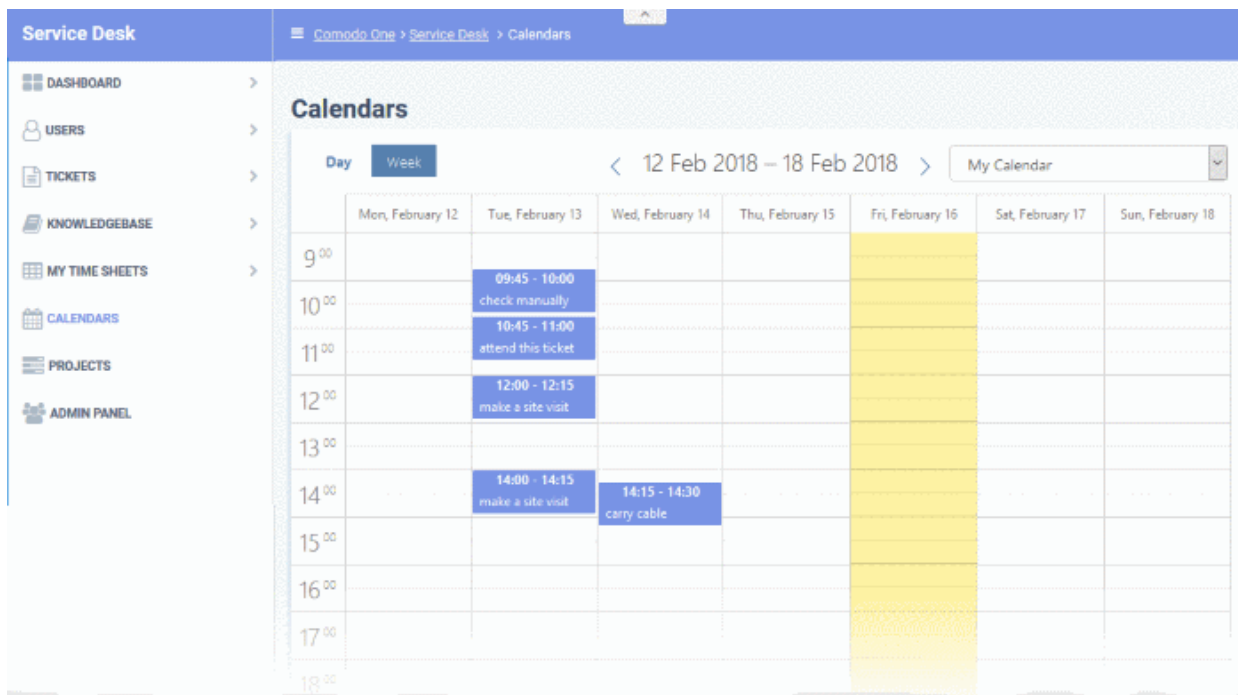 Service Desk
Comodo One > Service Desk > Calendars
DASHBOARD
USERS
TICKETS
KNOWLEDGEBASE
MY TIME SHEETS
CALENDARS
PROJECTS
ADMIN PANEL
Calendars
Day Week 12 Feb 2018 – 18 Feb 2018 My Calendar
Mon, February 12 Tue, February 13 Wed, February 14 Thu, February 15 Fri, February 16 Sat, February 17 Sun, February 18
9 00
09:45 - 10:00
check manually
10 00
10:45 - 11:00
attend this ticket
11 00
12:00 - 12:15
make a site visit
12 00
13 00
14:00 - 14:15
make a site visit
14:15 - 14:30
carry cable
14 00
15 00
16 00
17 00
18 00